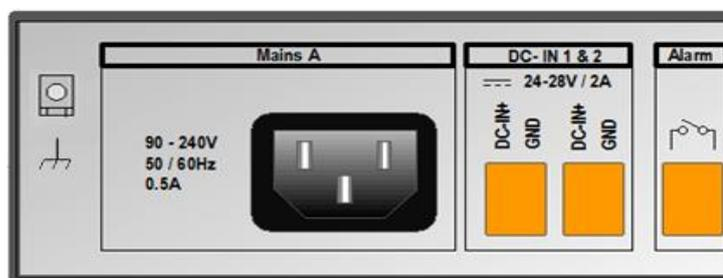 Mains A
90 - 240V
50 / 60Hz
0.5A
DC- IN 1 & 2
24-28V / 2A
DC-IN+
GND
DC-IN+
GND
Alarm